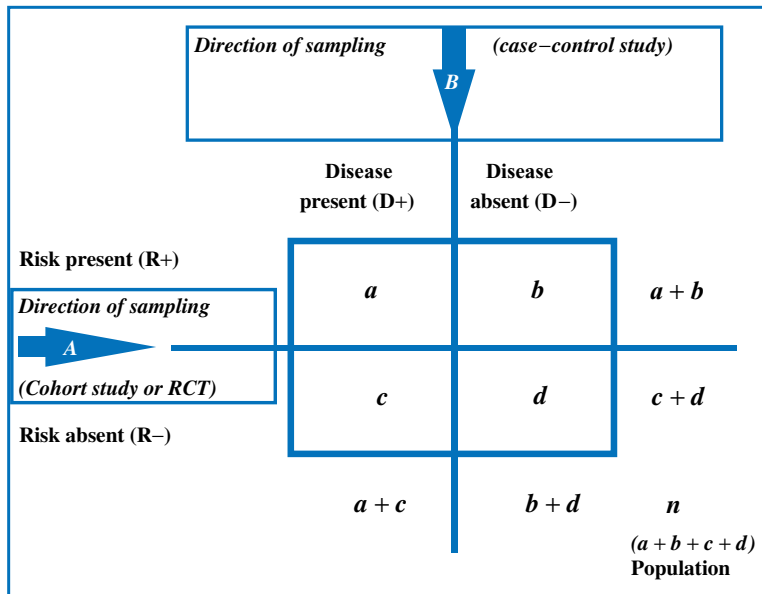 Direction of sampling (case−control study)
B
Disease Disease
present (D+) absent (D−)
Risk present (R+)
a b a + b
Direction of sampling
A
(Cohort study or RCT)
c d c + d
Risk absent (R−)
a + c b + d n
(a + b + c + d)
Population